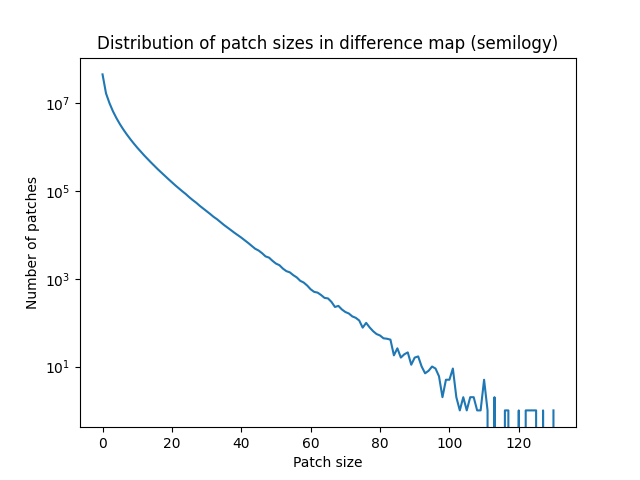 Distribution of patch sizes in difference map (semilogy)
Number of patches
10^7
10^5
10^3
10^1
0 20 40 60 80 100 120
Patch size